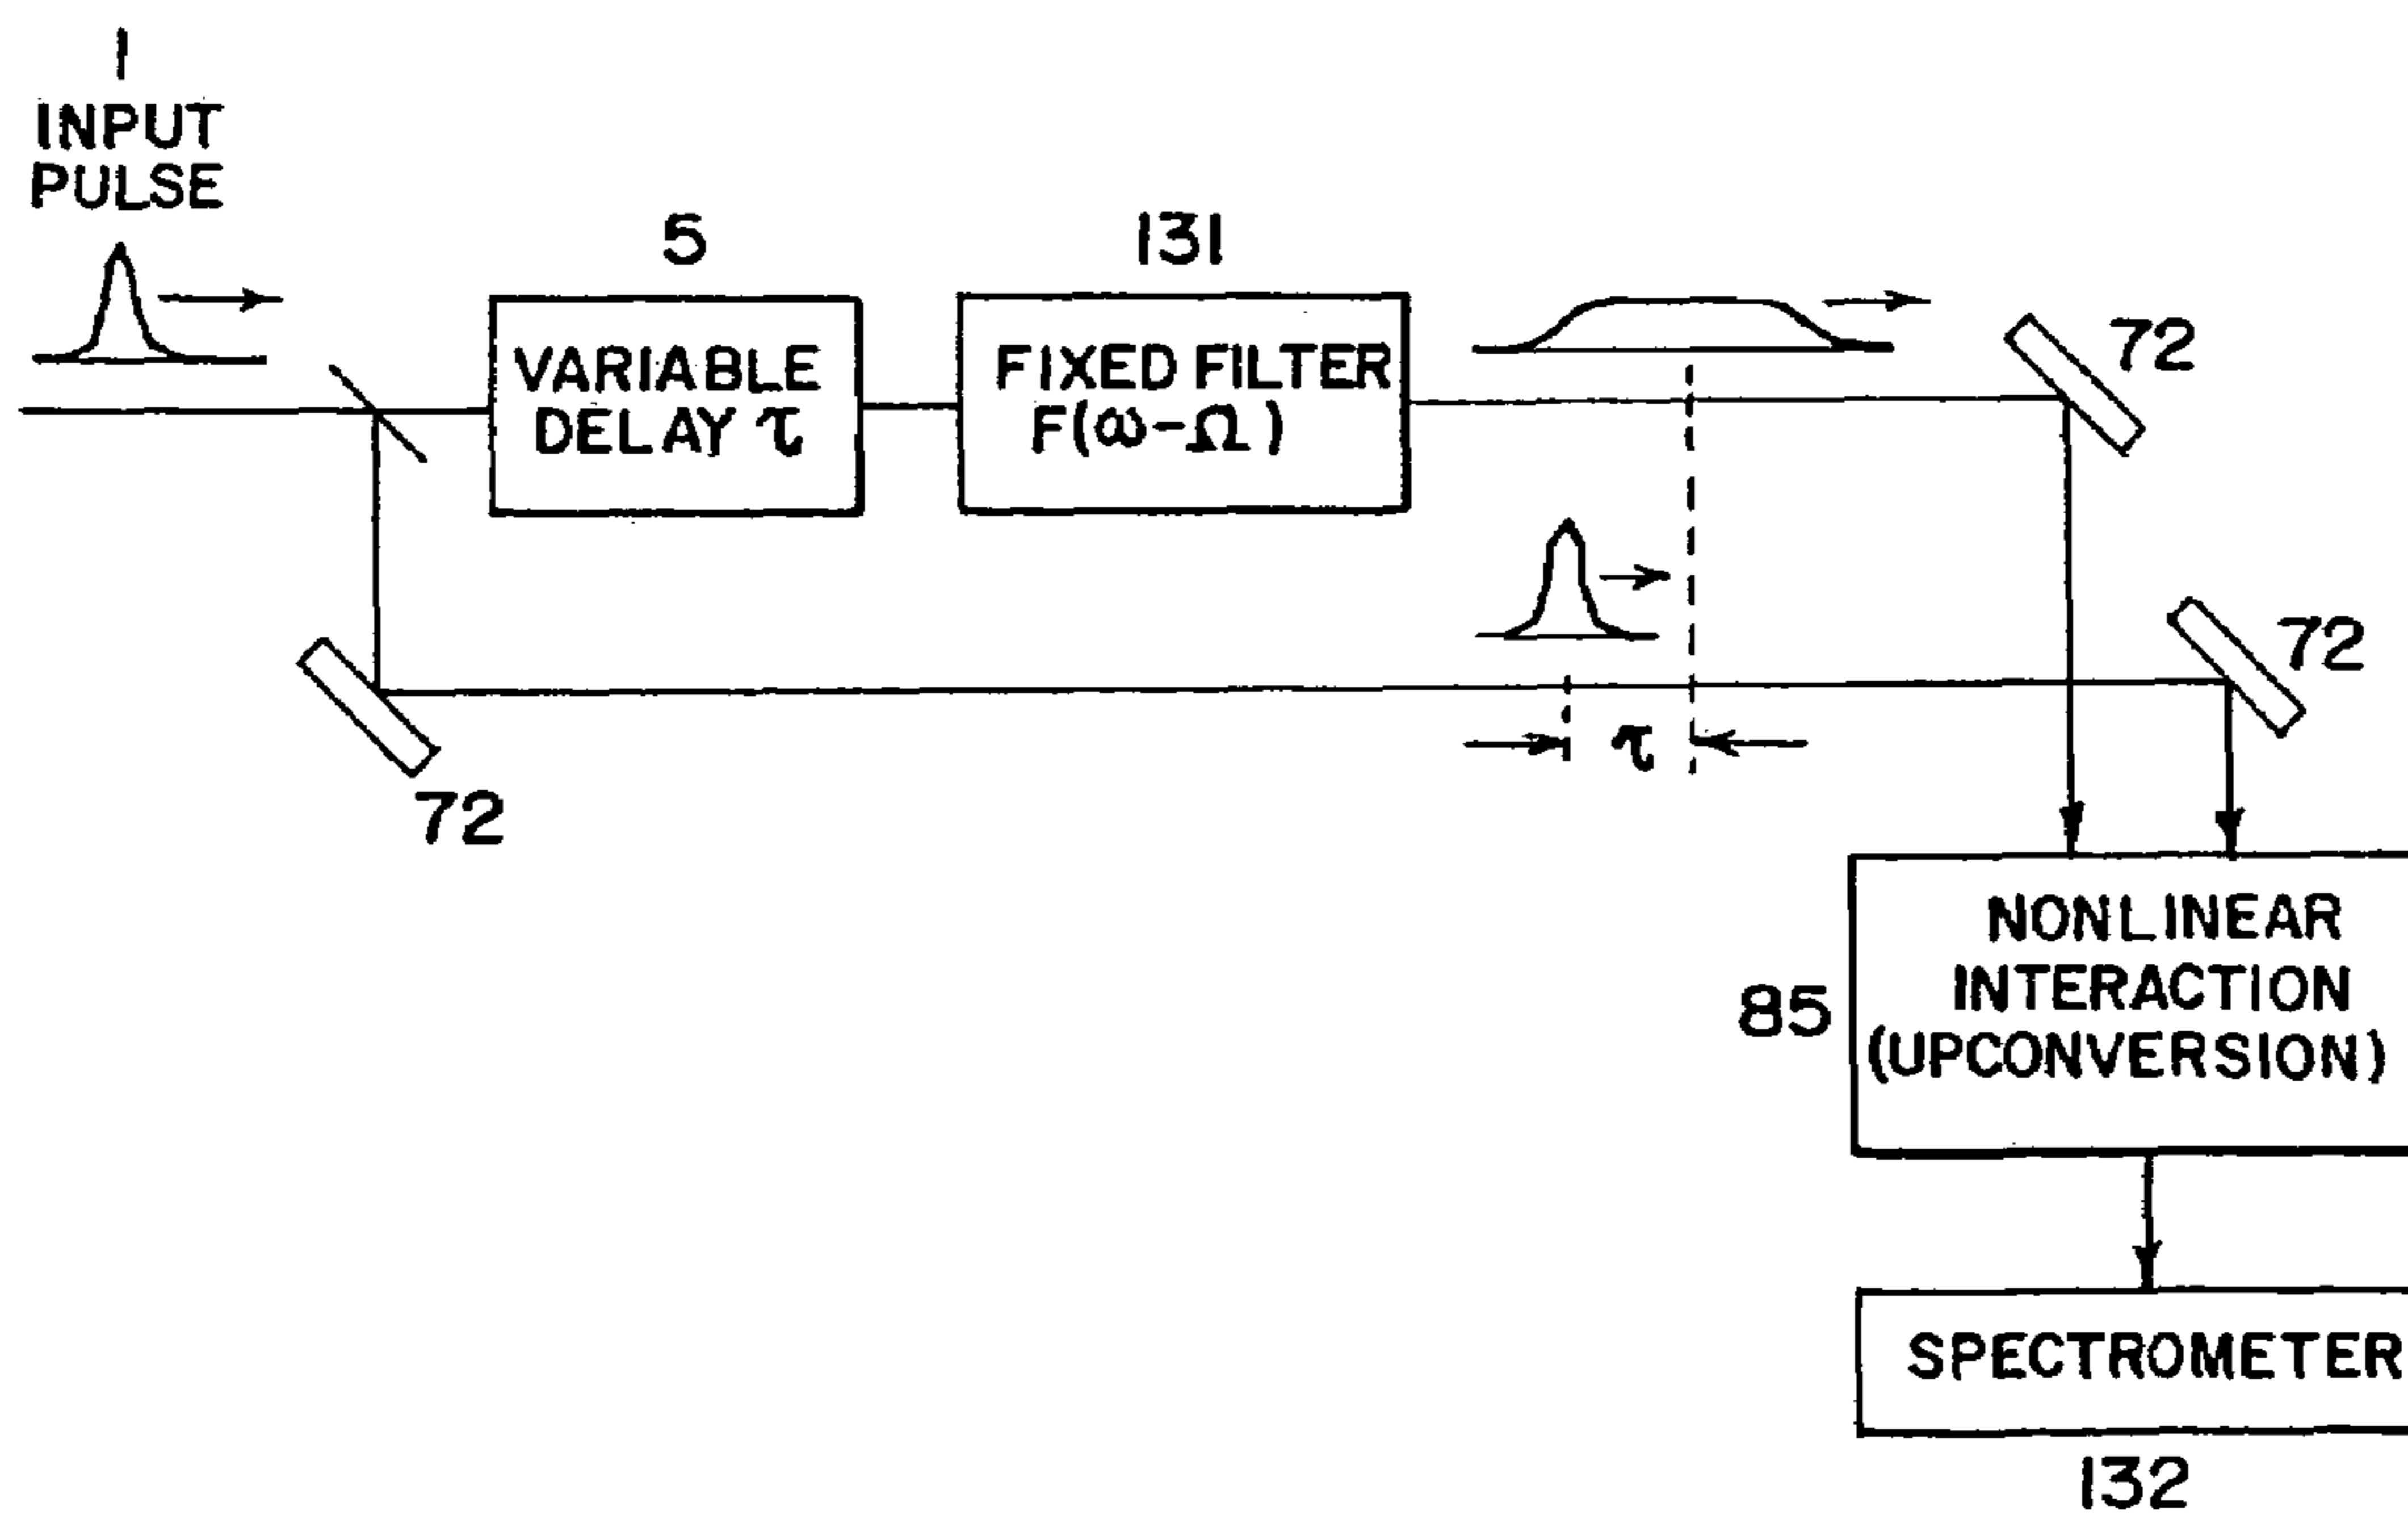 1
INPUT
PULSE
5
131
VARIABLE
DELAY τ
FIXED FILTER
F(ω-Ω)
72
72
τ
72
NONLINEAR
INTERACTION
(UPCONVERSION)
85
SPECTROMETER
132